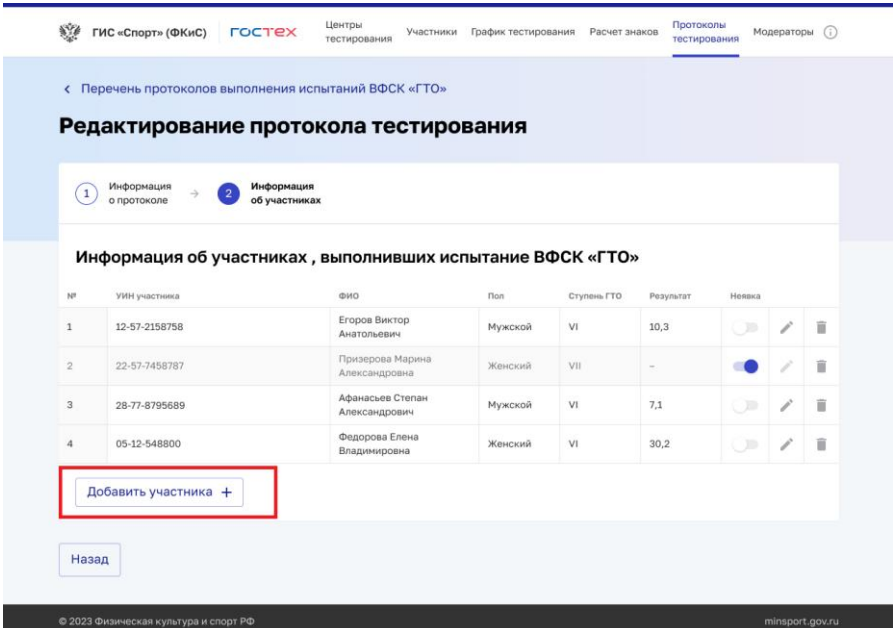 ГИС «Спорт» (ФКиС)
ГОСТЕХ
Центры
тестирования
Участники
График тестирования
Расчет знаков
Протоколы
тестирования
Модераторы
Перечень протоколов выполнения испытаний ВФСК «ГТО»
Редактирование протокола тестирования
1 Информация
о протоколе
2 Информация
об участниках
Информация об участниках , выполнивших испытание ВФСК «ГТО»
№ УИН участника ФИО Пол Ступень ГТО Результат Неявка
1 12-57-2158758 Егоров Виктор
Анатольевич Мужской VI 10,3
2 22-57-7458787 Призерова Марина
Александровна Женский VII –
3 28-77-8795689 Афанасьев Степан
Александрович Мужской VI 7,1
4 05-12-548800 Федорова Елена
Владимировна Женский VI 30,2
Добавить участника +
Назад
© 2023 Физическая культура и спорт РФ
minsport.gov.ru